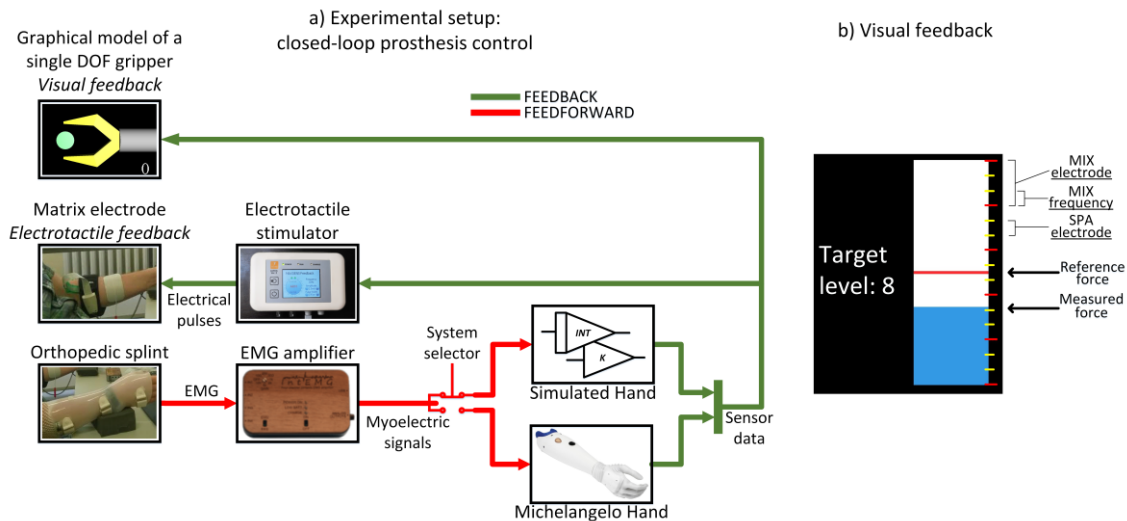 a) Experimental setup:
closed-loop prosthesis control
b) Visual feedback
Graphical model of a
single DOF gripper
Visual feedback
0
FEEDBACK
FEEDFORWARD
Matrix electrode
Electrotactile feedback
Electrotactile
stimulator
Electrical
pulses
Orthopedic splint
EMG
EMG amplifier
Myoelectric
signals
System
selector
INT
K
Simulated Hand
Michelangelo Hand
Sensor
data
Target
level: 8
MIX
electrode
MIX
frequency
SPA
electrode
Reference
force
Measured
force